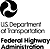 U.S. Department
of Transportation
Federal Highway
Administration